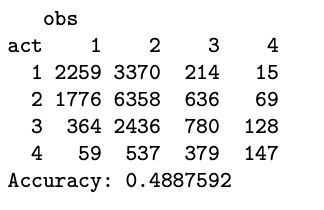 obs
act 1 2 3 4
1 2259 3370 214 15
2 1776 6358 636 69
3 364 2436 780 128
4 59 537 379 147
Accuracy: 0.4887592